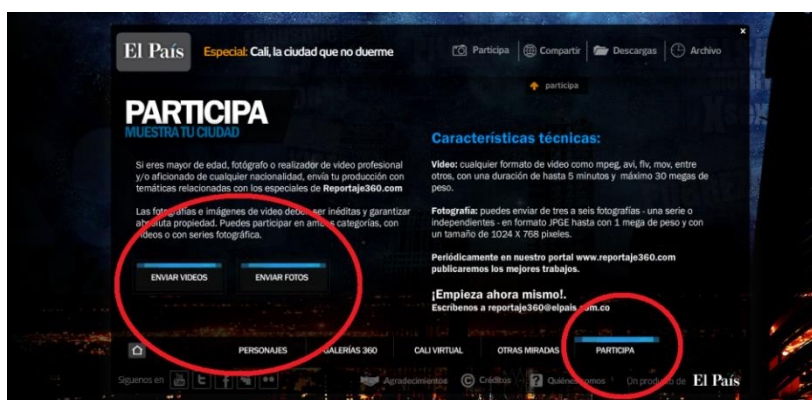 El País
Especial: Cali, la ciudad que no duerme
Participa
Compartir
Descargas
Archivo
x
participa
PARTICIPA
MUESTRA TU CIUDAD
Si eres mayor de edad, fotógrafo o realizador de video profesional
y/o aficionado de cualquier nacionalidad, envía tu producción con
temáticas relacionadas con los especiales de Reportaje360.com
Las fotografías e imágenes de video deben ser inéditas y garantizar
absoluta propiedad. Puedes participar en ambas categorías, con
videos o con series fotográfica.
ENVIAR VIDEOS
ENVIAR FOTOS
Características técnicas:
Video: cualquier formato de video como mpeg, avi, flv, mov, entre
otros, con una duración de hasta 5 minutos y máximo 30 megas de
peso.
Fotografía: puedes enviar de tres a seis fotografías - una serie o
independientes - en formato JPGE hasta con 1 mega de peso y con
un tamaño de 1024 X 768 pixeles.
Periódicamente en nuestro portal www.reportaje360.com
publicaremos los mejores trabajos.
¡Empieza ahora mismo!.
Escríbenos a reportaje360@elpais.com.co
PERSONAJES
GALERÍAS 360
CALI VIRTUAL
OTRAS MIRADAS
PARTICIPA
Siguenos en
Agradecimientos
Créditos
Quiénes somos
Un producto de El País